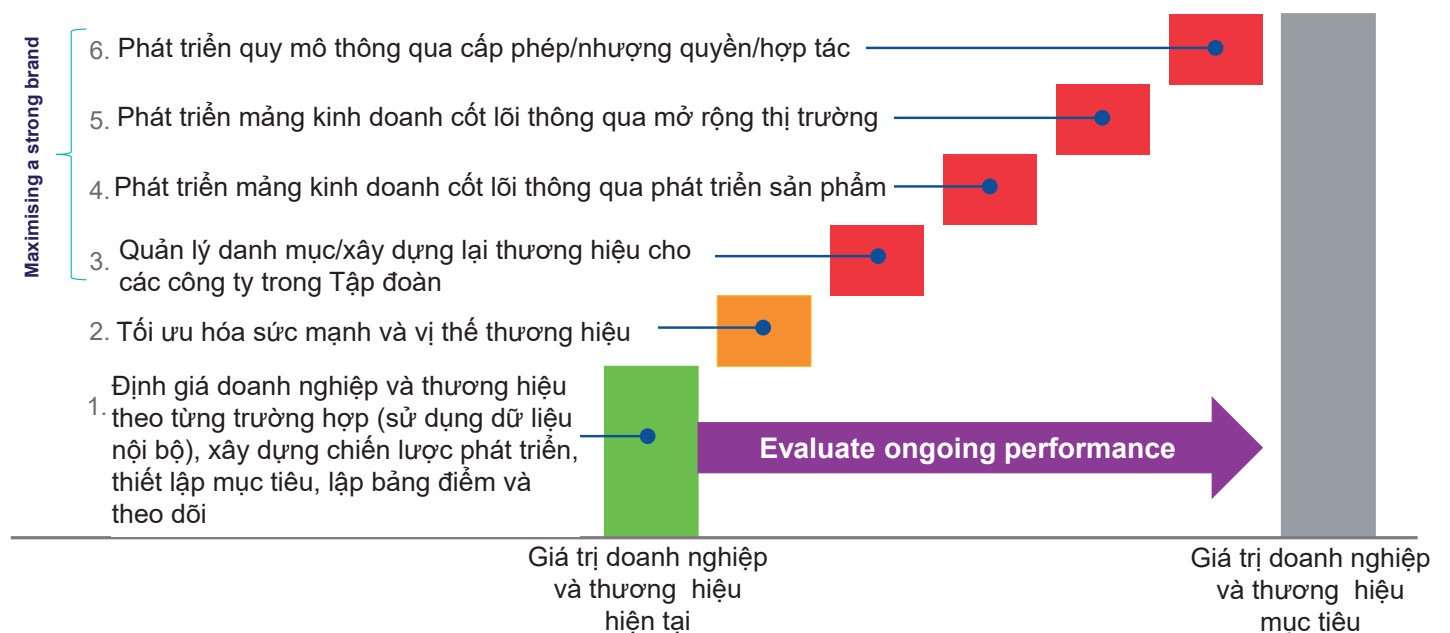 Maximising a strong brand
6. Phát triển quy mô thông qua cấp phép/nhượng quyền/hợp tác
5. Phát triển mảng kinh doanh cốt lõi thông qua mở rộng thị trường
4. Phát triển mảng kinh doanh cốt lõi thông qua phát triển sản phẩm
3. Quản lý danh mục/xây dựng lại thương hiệu cho
các công ty trong Tập đoàn
2. Tối ưu hóa sức mạnh và vị thế thương hiệu
1. Định giá doanh nghiệp và thương hiệu
theo từng trường hợp (sử dụng dữ liệu
nội bộ), xây dựng chiến lược phát triển,
thiết lập mục tiêu, lập bảng điểm và
theo dõi
Evaluate ongoing performance
Giá trị doanh nghiệp
và thương hiệu
hiện tại
Giá trị doanh nghiệp
và thương hiệu
mục tiêu